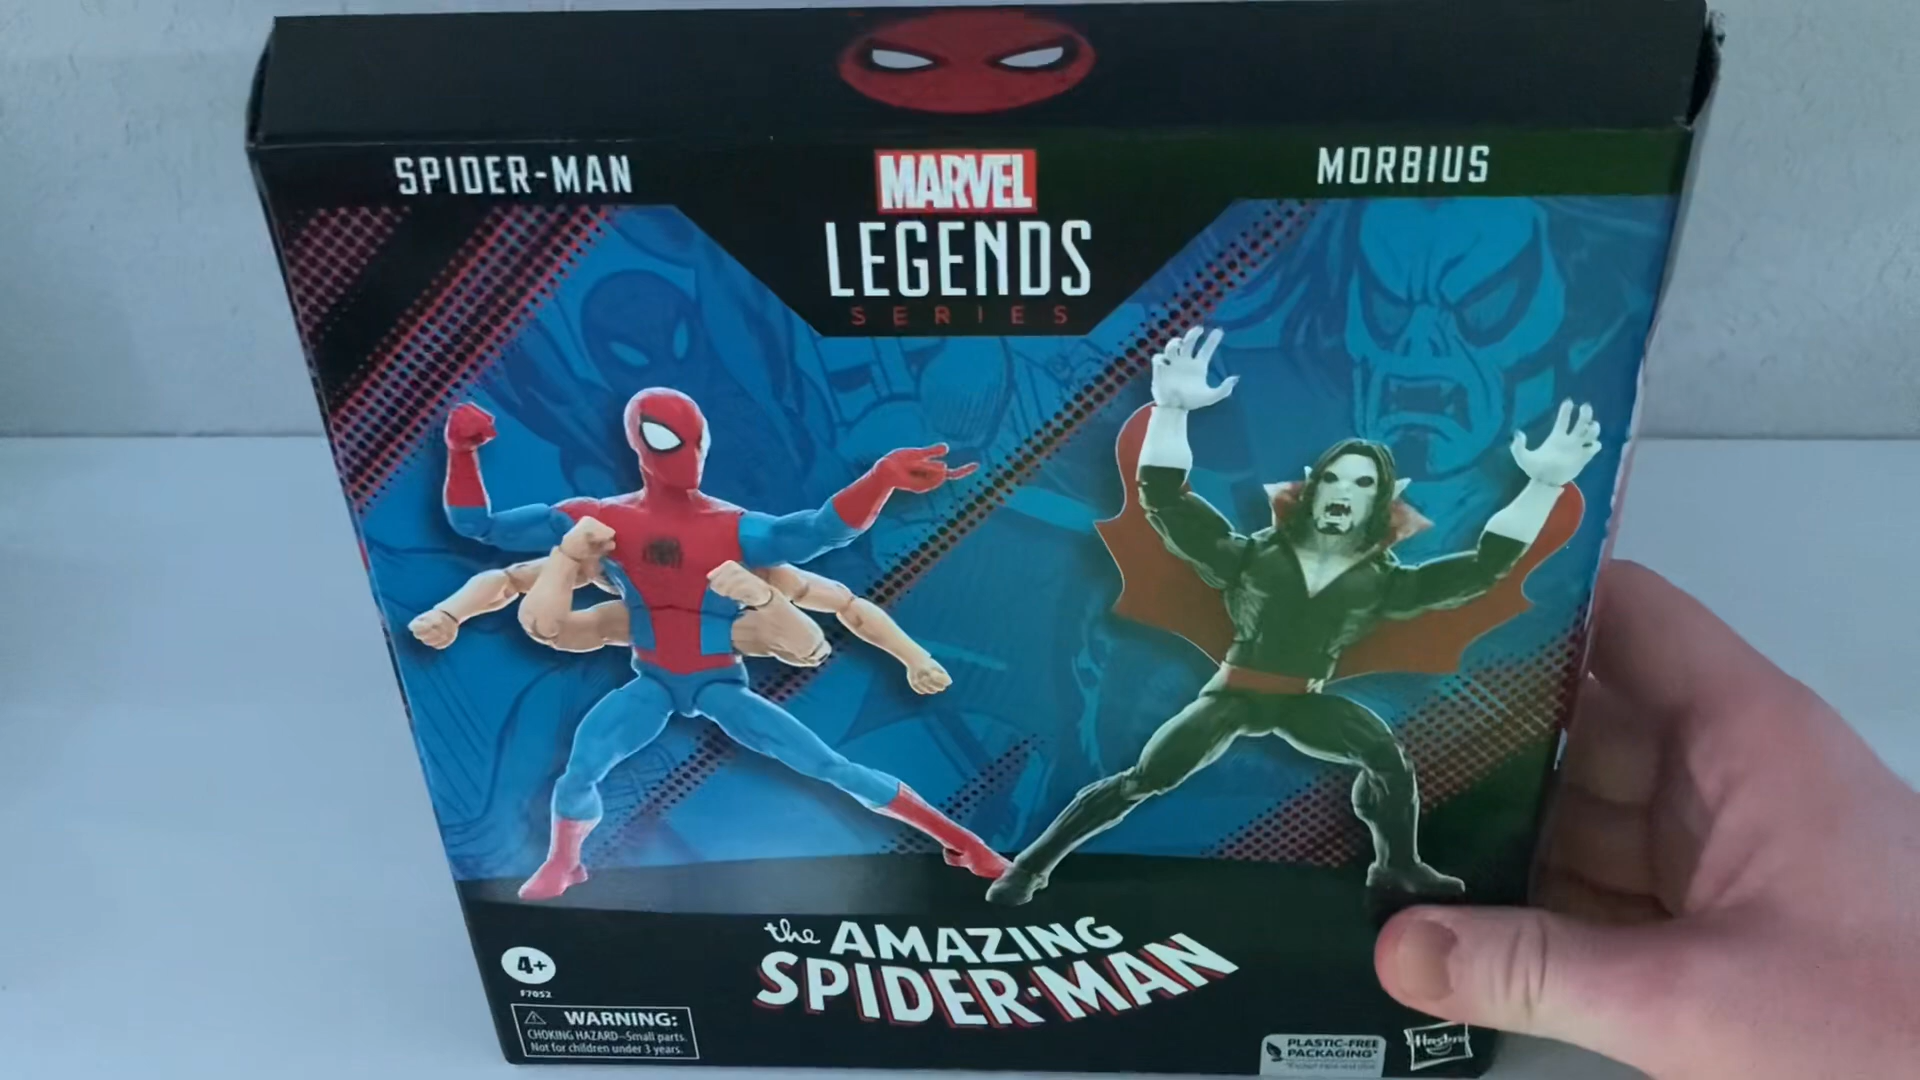 SPIDER-MAN
MARVEL
LEGENDS
SERIES
MORBIUS
the AMAZING
SPIDER-MAN
4+
F7052
WARNING:
CHOKING HAZARD–Small parts.
Not for children under 3 years.
PLASTIC-FREE
PACKAGING*
Hasbro